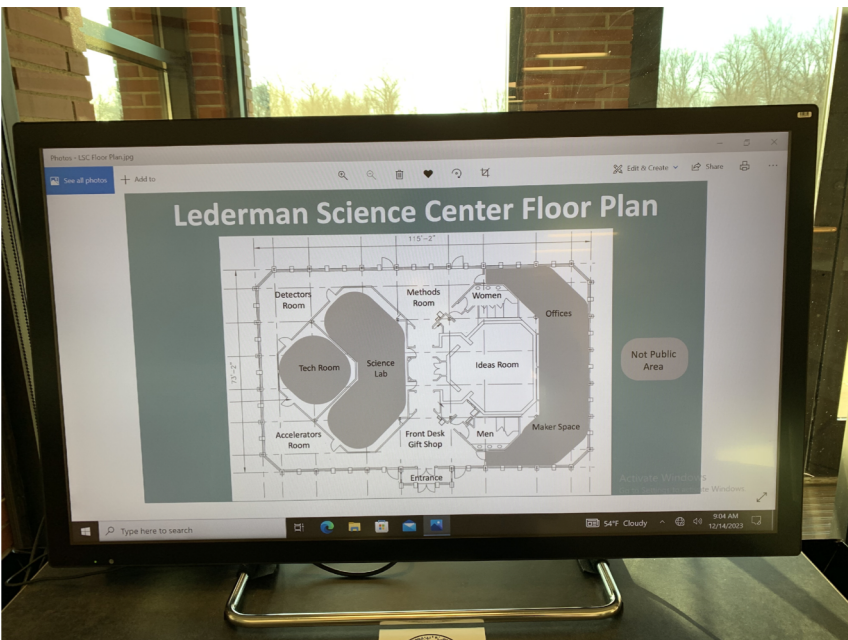 Photos - LSC Floor Plan.jpg
See all photos
Add to
Edit & Create
Share
Lederman Science Center Floor Plan
115'-2"
Detectors
Room
Methods
Room
Women
Offices
73'-2"
Tech Room
Science
Lab
Ideas Room
Not Public
Area
Accelerators
Room
Front Desk
Gift Shop
Men
Maker Space
Entrance
Activate Windows
Type here to search
54°F Cloudy
9:04 AM
12/14/2023